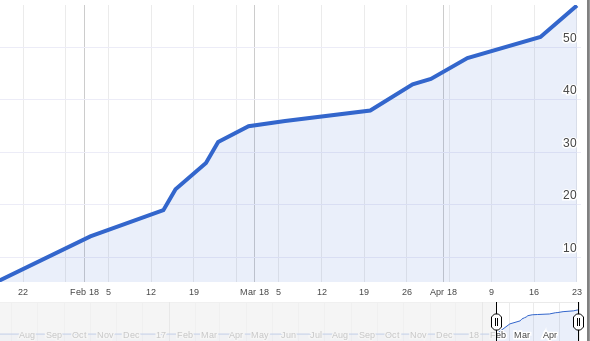 50
40
30
20
10
22 Feb 18 5 12 19 Mar 18 5 12 19 26 Apr 18 9 16 23
Aug Sep Oct Nov Dec 17 Feb Mar Apr May Jun Jul Aug Sep Oct Nov Dec 18 Feb Mar Apr